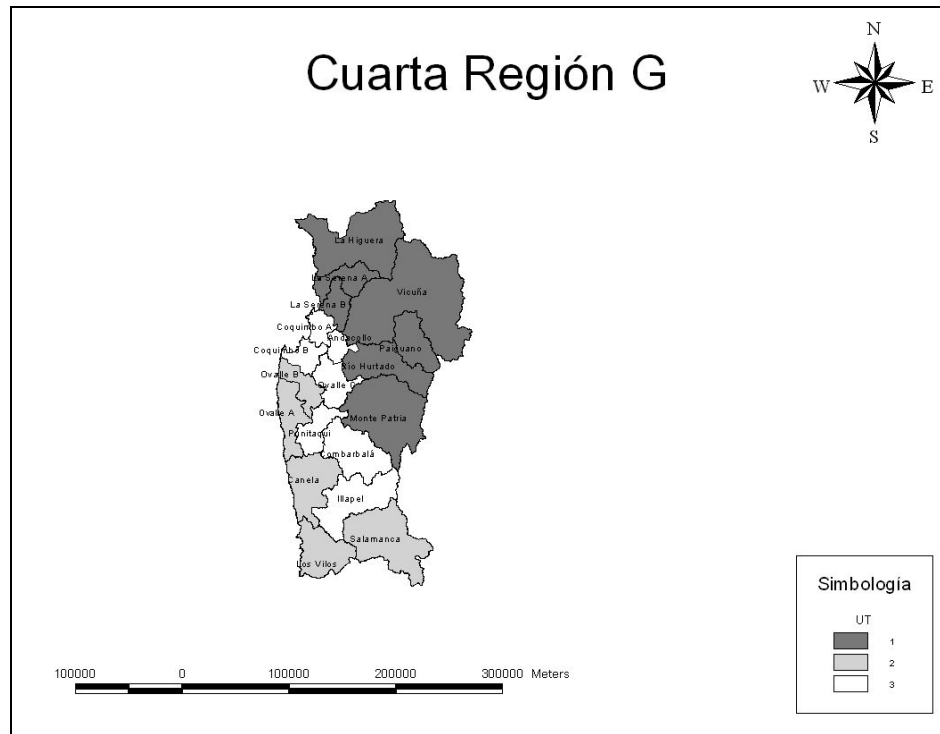 Cuarta Región G
N
W
E
S
La Higuera
La Serena A
Vicuña
La Serena B
Coquimbo A
Andacollo
Coquimbo B
Paiguano
Rio Hurtado
Ovalle B
Ovalle C
Ovalle A
Monte Patria
Punitaqui
Combarbalá
Canela
Illapel
Salamanca
Los Vilos
Simbología
UT
1
2
3
100000 0 100000 200000 300000 Meters